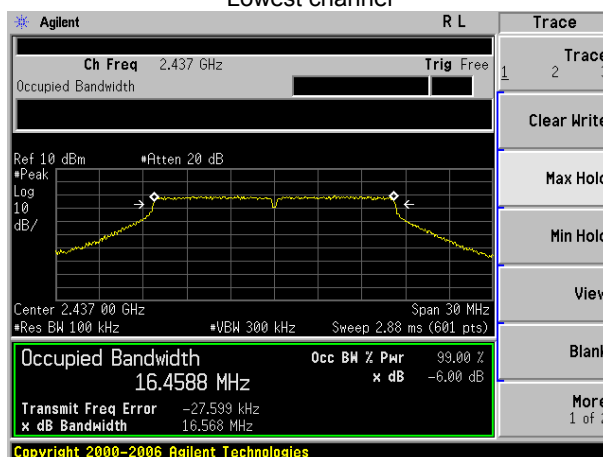 Lowest channel
Agilent R L Trace
Ch Freq 2.437 GHz Trig Free
Occupied Bandwidth
Trace
1 2
Clear Write
Max Hold
Min Hold
View
Blank
More
1 of 2
Ref 10 dBm #Atten 20 dB
#Peak
Log
10
dB/
Center 2.437 00 GHz Span 30 MHz
#Res BW 100 kHz #VBW 300 kHz Sweep 2.88 ms (601 pts)
Occupied Bandwidth Occ BW % Pwr 99.00 %
16.4588 MHz x dB -6.00 dB
Transmit Freq Error -27.599 kHz
x dB Bandwidth 16.568 MHz
Copyright 2000-2006 Agilent Technologies